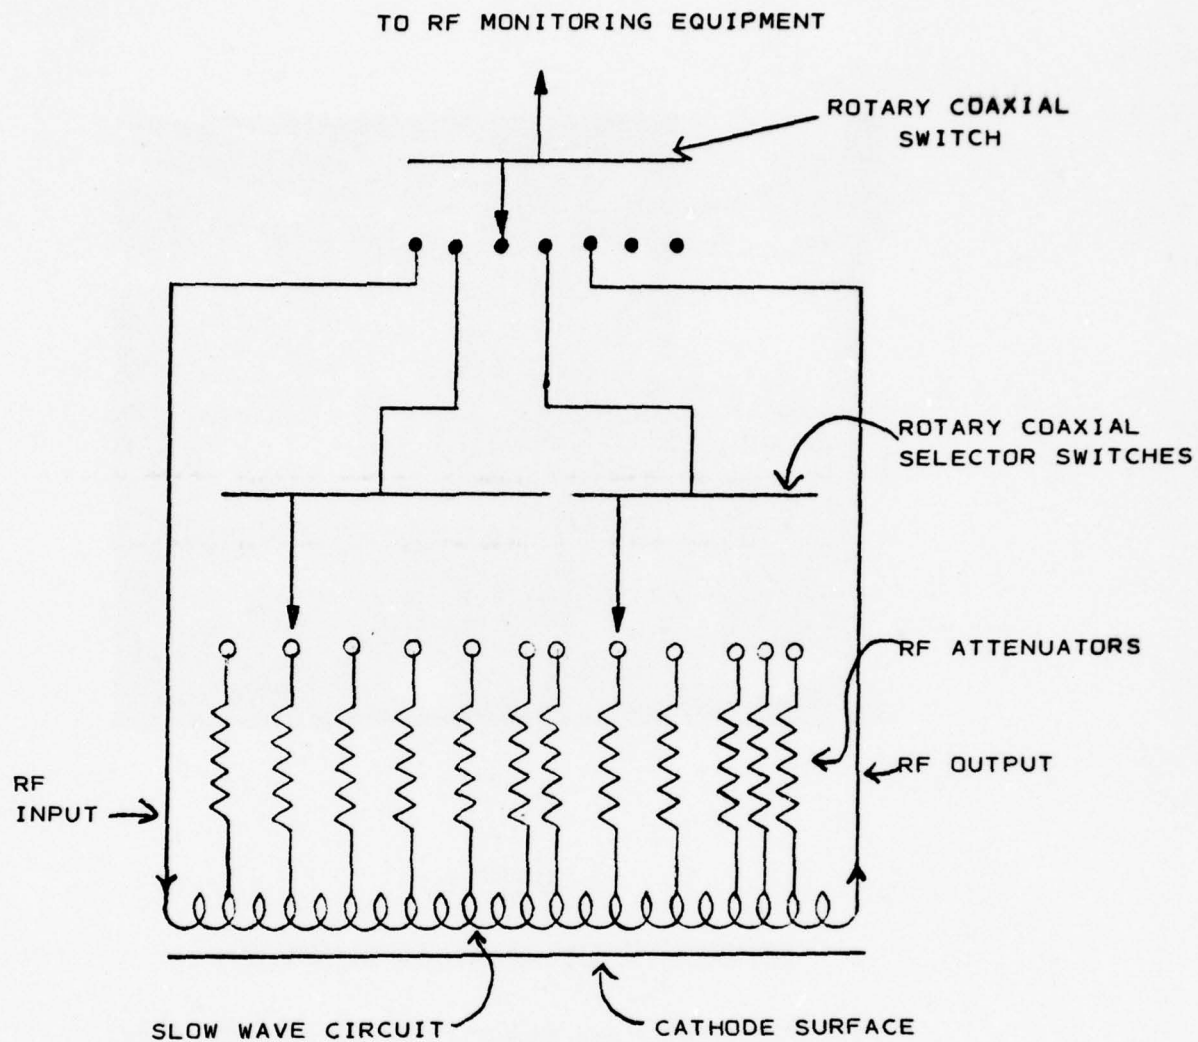 TO RF MONITORING EQUIPMENT
ROTARY COAXIAL
SWITCH
ROTARY COAXIAL
SELECTOR SWITCHES
RF ATTENUATORS
RF OUTPUT
RF
INPUT
SLOW WAVE CIRCUIT
CATHODE SURFACE